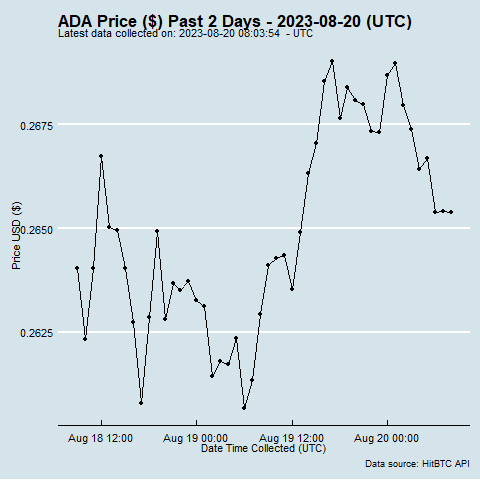 ADA Price ($) Past 2 Days - 2023-08-20 (UTC)
Latest data collected on: 2023-08-20 08:03:54 - UTC
0.2675
0.2650
0.2625
Price USD ($)
Aug 18 12:00 Aug 19 00:00 Aug 19 12:00 Aug 20 00:00
Date Time Collected (UTC)
Data source: HitBTC API